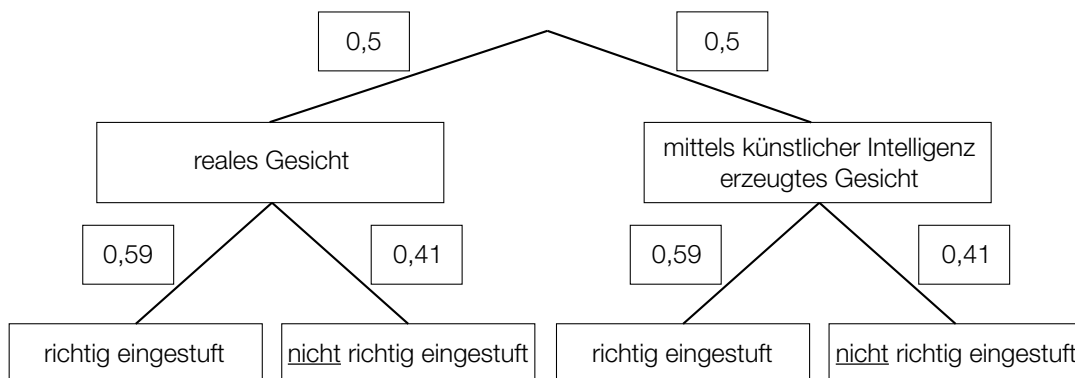 0,5
0,5
reales Gesicht
mittels künstlicher Intelligenz
erzeugtes Gesicht
0,59
0,41
0,59
0,41
richtig eingestuft
nicht richtig eingestuft
richtig eingestuft
nicht richtig eingestuft